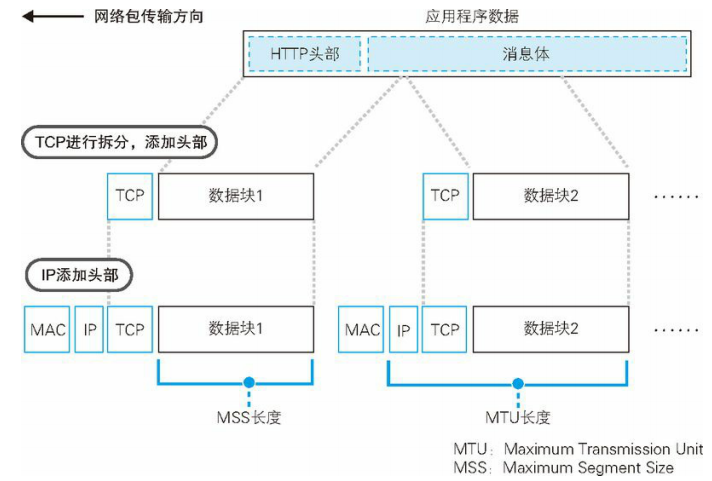 网络包传输方向
应用程序数据
HTTP头部
消息体
TCP进行拆分，添加头部
TCP
数据块1
TCP
数据块2
······
IP添加头部
MAC
IP
TCP
数据块1
MAC
IP
TCP
数据块2
······
MSS长度
MTU长度
MTU：Maximum Transmission Unit
MSS：Maximum Segment Size